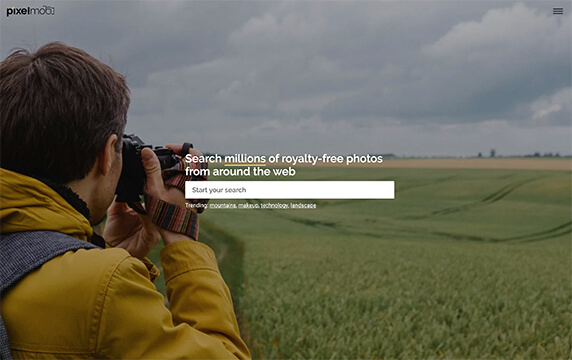 pixelmob
Search millions of royalty-free photos
from around the web
Start your search
Trending: mountains, makeup, technology, landscape